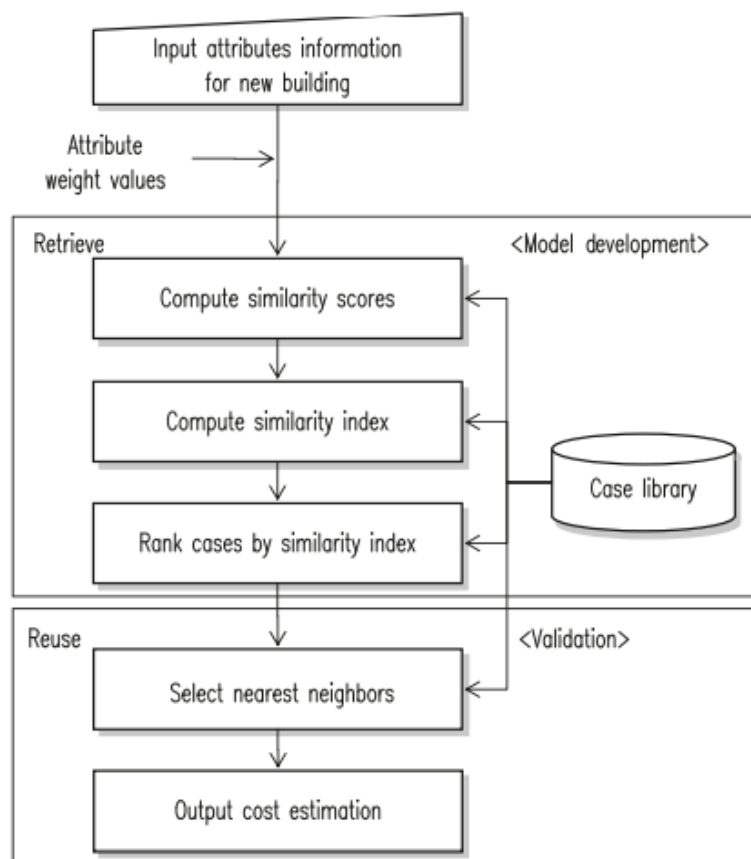 Input attributes information
for new building
Attribute
weight values
Retrieve
<Model development>
Compute similarity scores
Compute similarity index
Case library
Rank cases by similarity index
Reuse
<Validation>
Select nearest neighbors
Output cost estimation